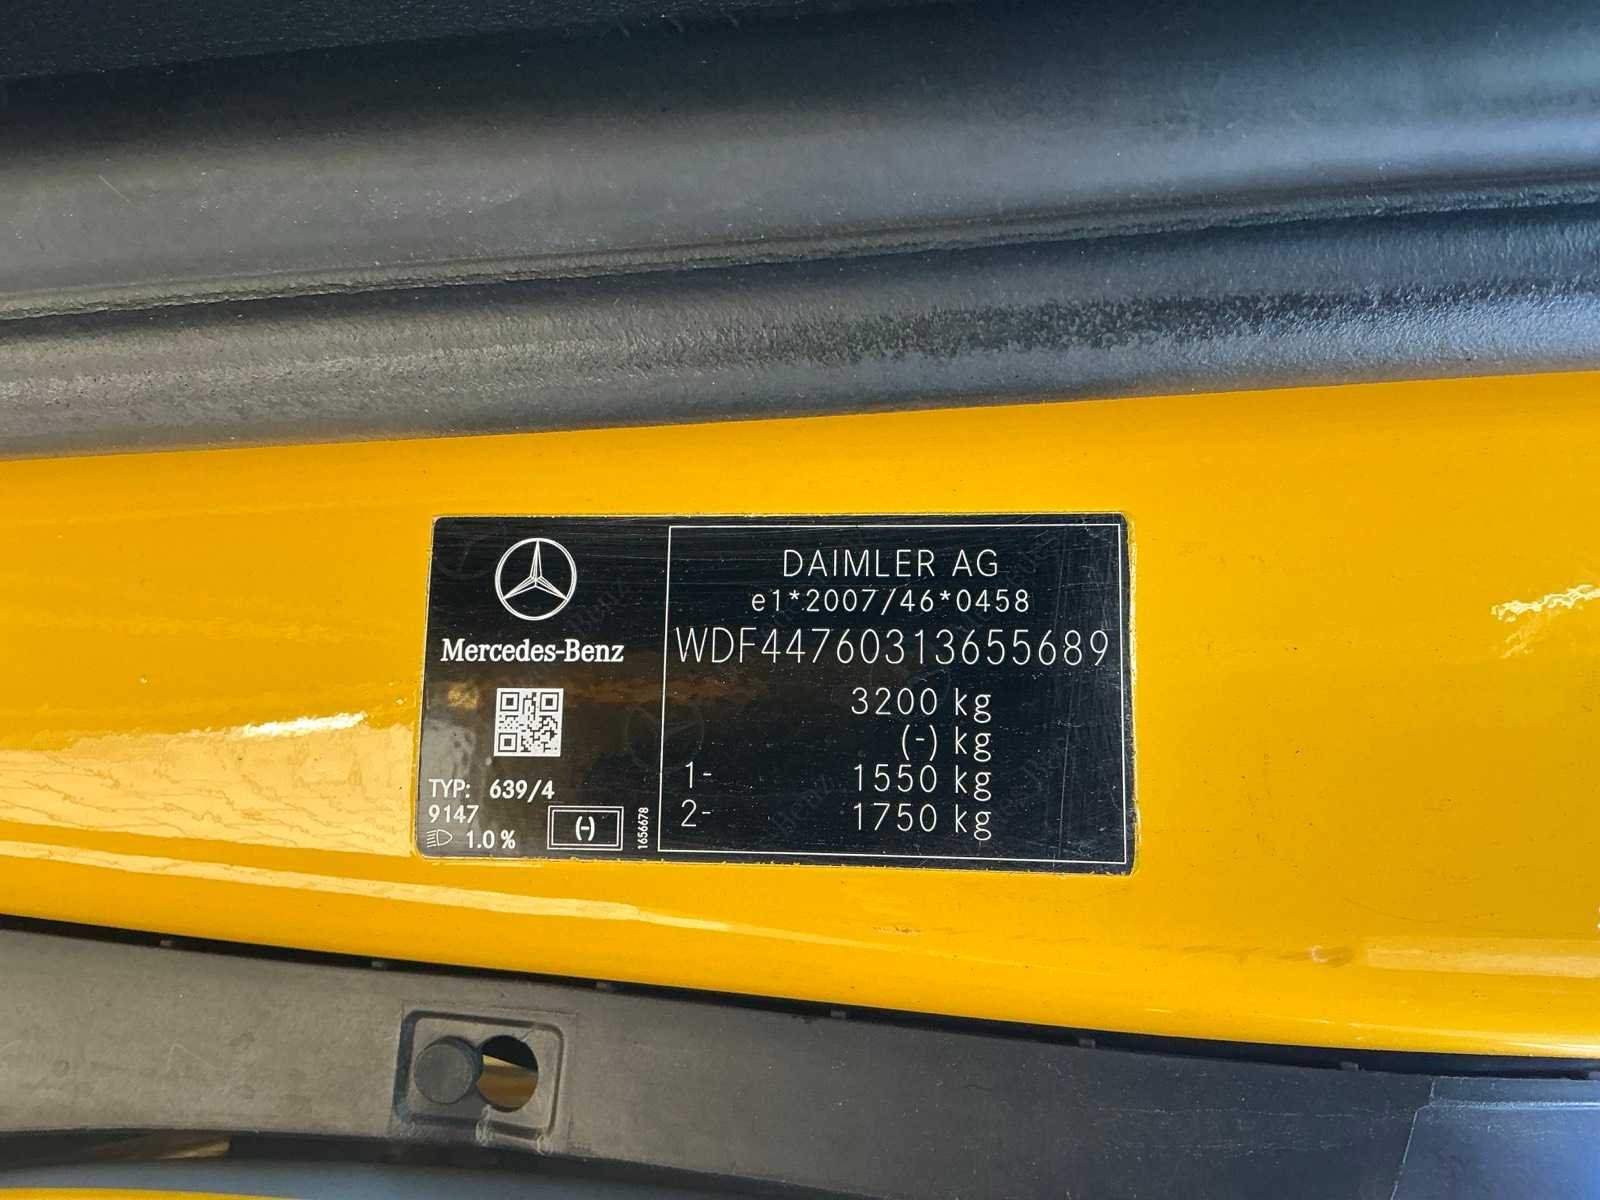 Mercedes-Benz
TYP: 639/4
9147
1.0 %
(-)
1656678
DAIMLER AG
e1*2007/46*0458
WDF44760313655689
3200 kg
(-) kg
1- 1550 kg
2- 1750 kg